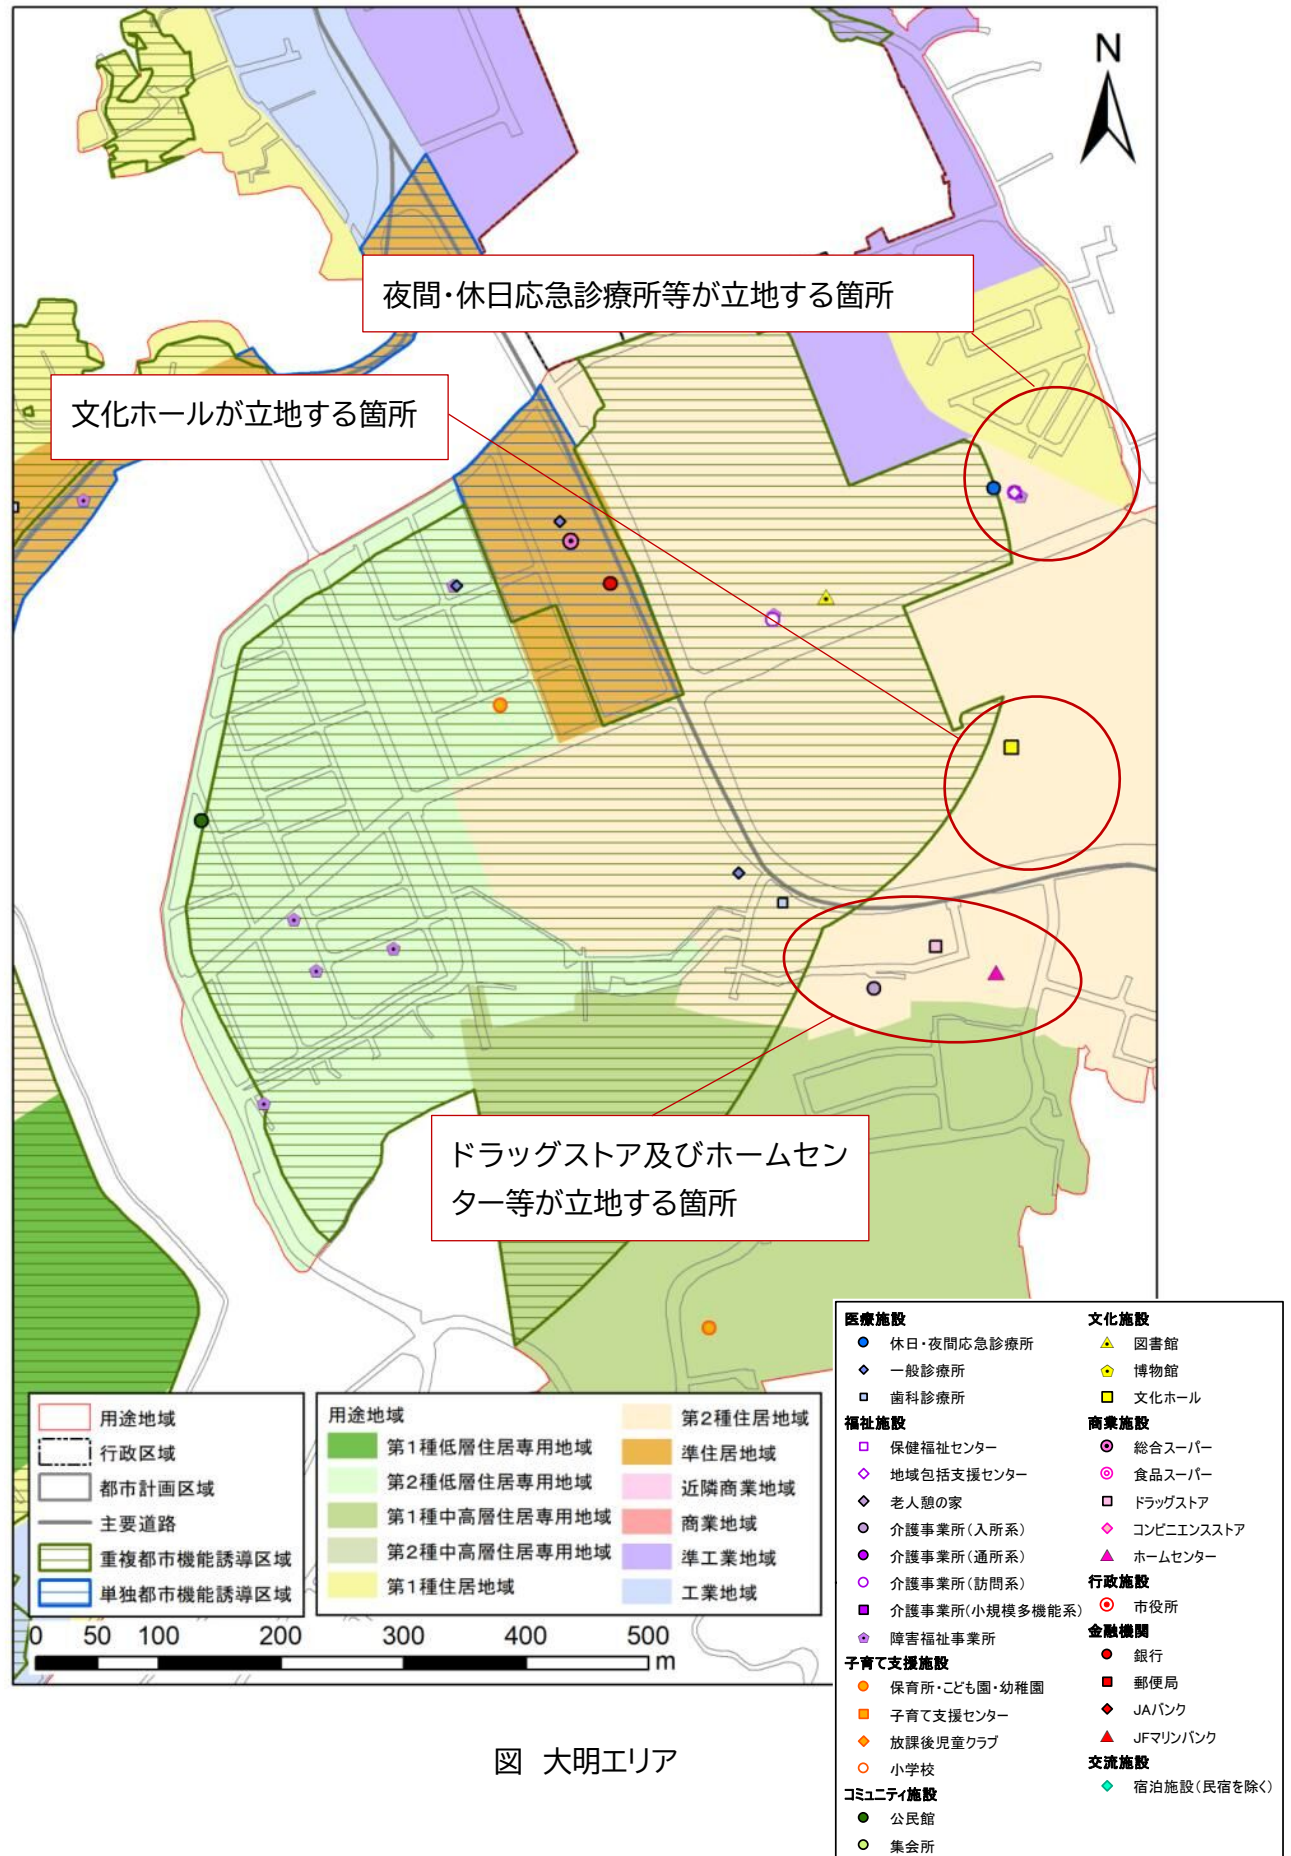 N
夜間・休日応急診療所等が立地する箇所
文化ホールが立地する箇所
ドラッグストア及びホームセン
ター等が立地する箇所
用途地域
行政区域
都市計画区域
主要道路
重複都市機能誘導区域
単独都市機能誘導区域
用途地域
第1種低層住居専用地域
第2種低層住居専用地域
第1種中高層住居専用地域
第2種中高層住居専用地域
第1種住居地域
第2種住居地域
準住居地域
近隣商業地域
商業地域
準工業地域
工業地域
0 50 100 200 300 400 500
m
医療施設
休日・夜間応急診療所
一般診療所
歯科診療所
福祉施設
保健福祉センター
地域包括支援センター
老人憩の家
介護事業所(入所系)
介護事業所(通所系)
介護事業所(訪問系)
介護事業所(小規模多機能系)
障害福祉事業所
子育て支援施設
保育所・こども園・幼稚園
子育て支援センター
放課後児童クラブ
小学校
コミュニティ施設
公民館
集会所
文化施設
図書館
博物館
文化ホール
商業施設
総合スーパー
食品スーパー
ドラッグストア
コンビニエンスストア
ホームセンター
行政施設
市役所
金融機関
銀行
郵便局
JAバンク
JFマリンバンク
交流施設
宿泊施設(民宿を除く)
図 大明エリア